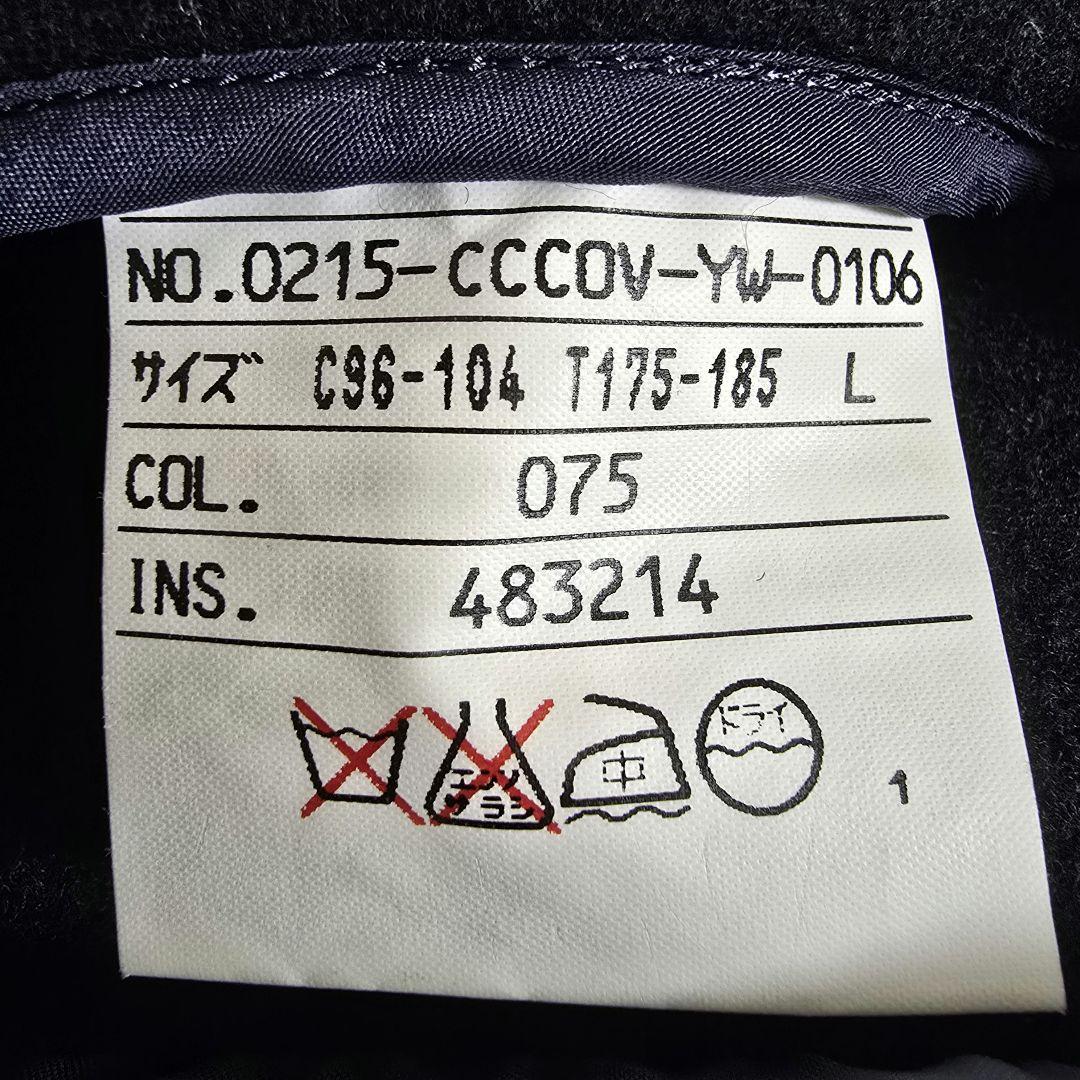 NO.0215-CCCOV-YW-0106
サイズ C96-104 T175-185 L
COL. 075
INS. 483214
エンソ
サラシ
中
ドライ
1